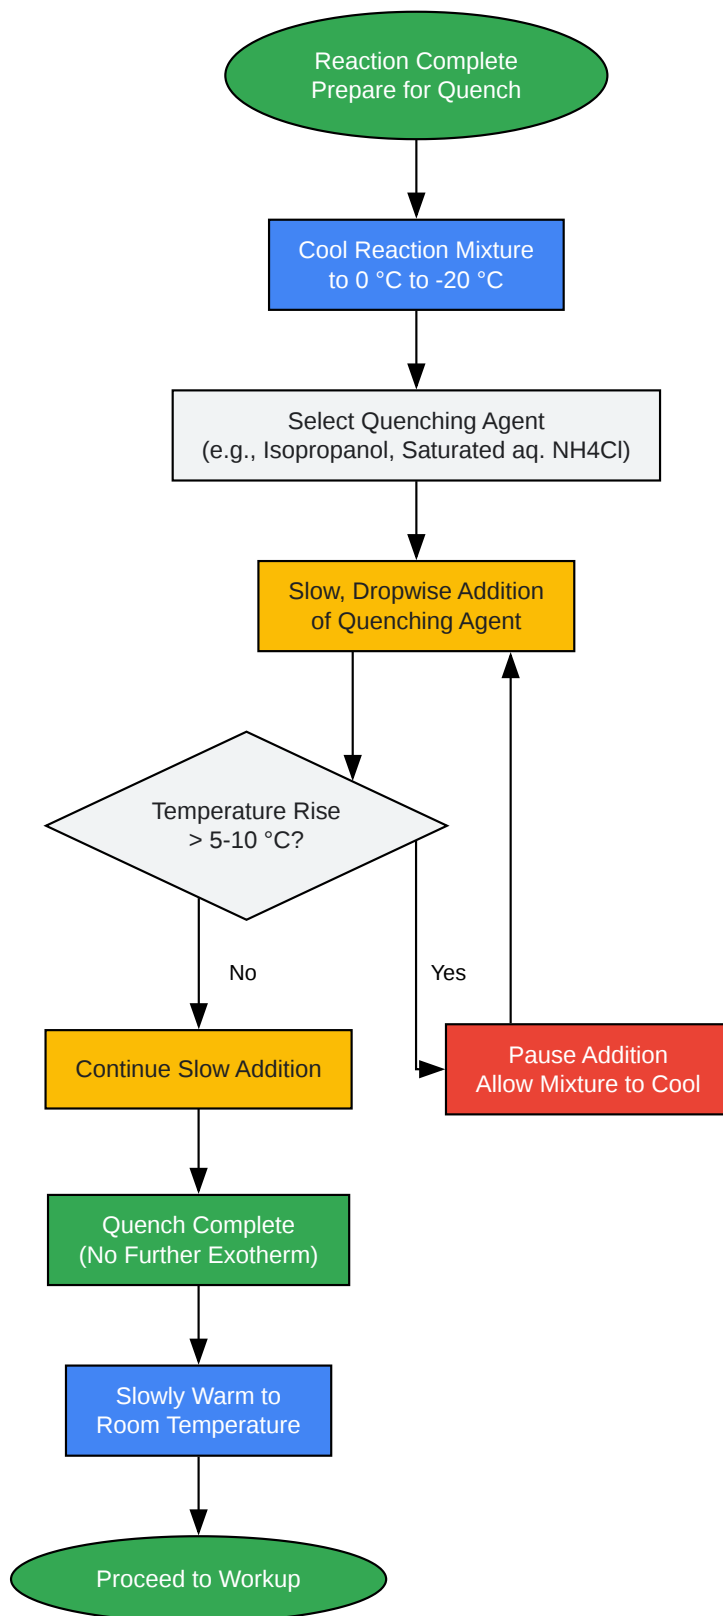 Reaction Complete
Prepare for Quench
Cool Reaction Mixture
to 0 °C to -20 °C
Select Quenching Agent
(e.g., Isopropanol, Saturated aq. NH4Cl)
Slow, Dropwise Addition
of Quenching Agent
Temperature Rise
> 5-10 °C?
No
Yes
Continue Slow Addition
Pause Addition
Allow Mixture to Cool
Quench Complete
(No Further Exotherm)
Slowly Warm to
Room Temperature
Proceed to Workup